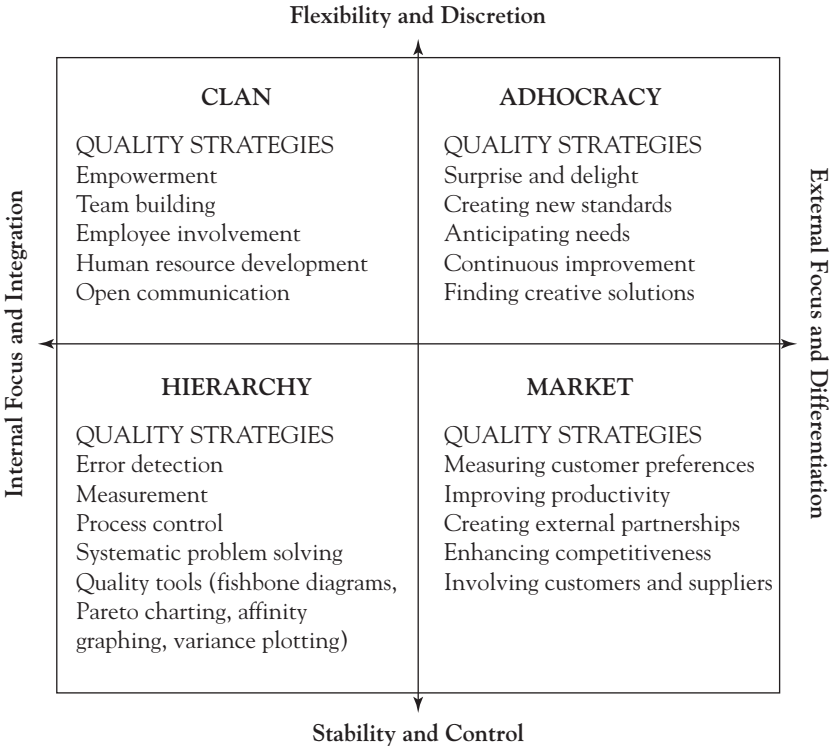 Flexibility and Discretion
Internal Focus and Integration
CLAN
QUALITY STRATEGIES
Empowerment
Team building
Employee involvement
Human resource development
Open communication
ADHOCRACY
QUALITY STRATEGIES
Surprise and delight
Creating new standards
Anticipating needs
Continuous improvement
Finding creative solutions
External Focus and Differentiation
HIERARCHY
QUALITY STRATEGIES
Error detection
Measurement
Process control
Systematic problem solving
Quality tools (fishbone diagrams,
Pareto charting, affinity
graphing, variance plotting)
MARKET
QUALITY STRATEGIES
Measuring customer preferences
Improving productivity
Creating external partnerships
Enhancing competitiveness
Involving customers and suppliers
Stability and Control